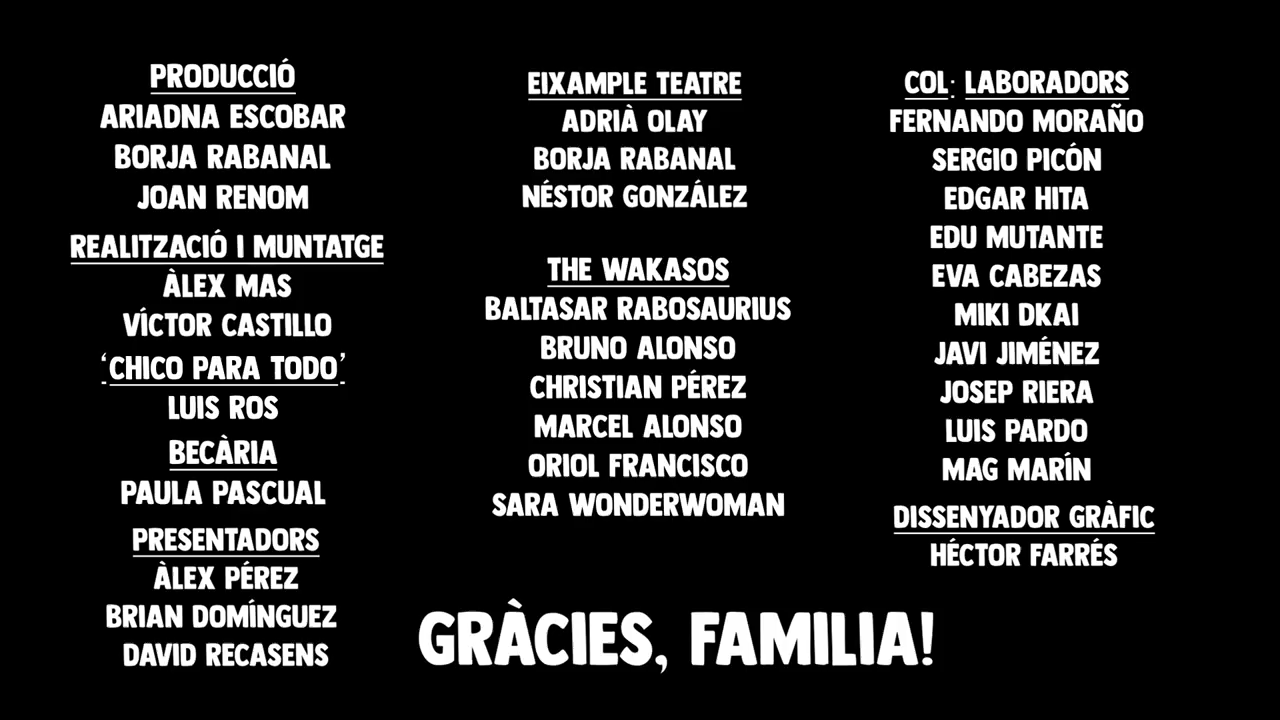 PRODUCCIÓ
ARIADNA ESCOBAR
BORJA RABANAL
JOAN RENOM
REALITZACIÓ I MUNTATGE
ÀLEX MAS
VÍCTOR CASTILLO
‘CHICO PARA TODO’
LUIS ROS
BECÀRIA
PAULA PASCUAL
PRESENTADORS
ÀLEX PÉREZ
BRIAN DOMÍNGUEZ
DAVID RECASENS
EIXAMPLE TEATRE
ADRIÀ OLAY
BORJA RABANAL
NÉSTOR GONZÁLEZ
THE WAKASOS
BALTASAR RABOSAURIUS
BRUNO ALONSO
CHRISTIAN PÉREZ
MARCEL ALONSO
ORIOL FRANCISCO
SARA WONDERWOMAN
COL: LABORADORS
FERNANDO MORAÑO
SERGIO PICÓN
EDGAR HITA
EDU MUTANTE
EVA CABEZAS
MIKI DKAI
JAVI JIMÉNEZ
JOSEP RIERA
LUIS PARDO
MAG MARÍN
DISSENYADOR GRÀFIC
HÉCTOR FARRÉS
GRÀCIES, FAMILIA!